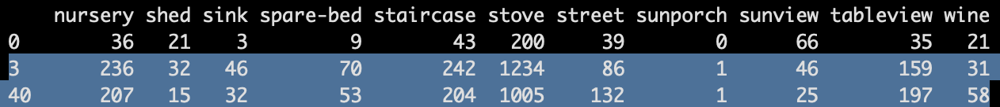 nursery shed sink spare-bed staircase stove street sunporch sunview tableview wine
0 36 21 3 9 43 200 39 0 66 35 21
3 236 32 46 70 242 1234 86 1 46 159 31
40 207 15 32 53 204 1005 132 1 25 197 58